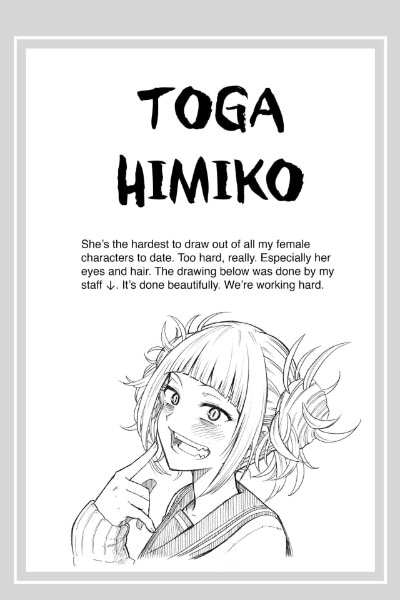 TOGA
HIMIKO
She's the hardest to draw out of all my female
characters to date. Too hard, really. Especially her
eyes and hair. The drawing below was done by my
staff ↓. It's done beautifully. We're working hard.